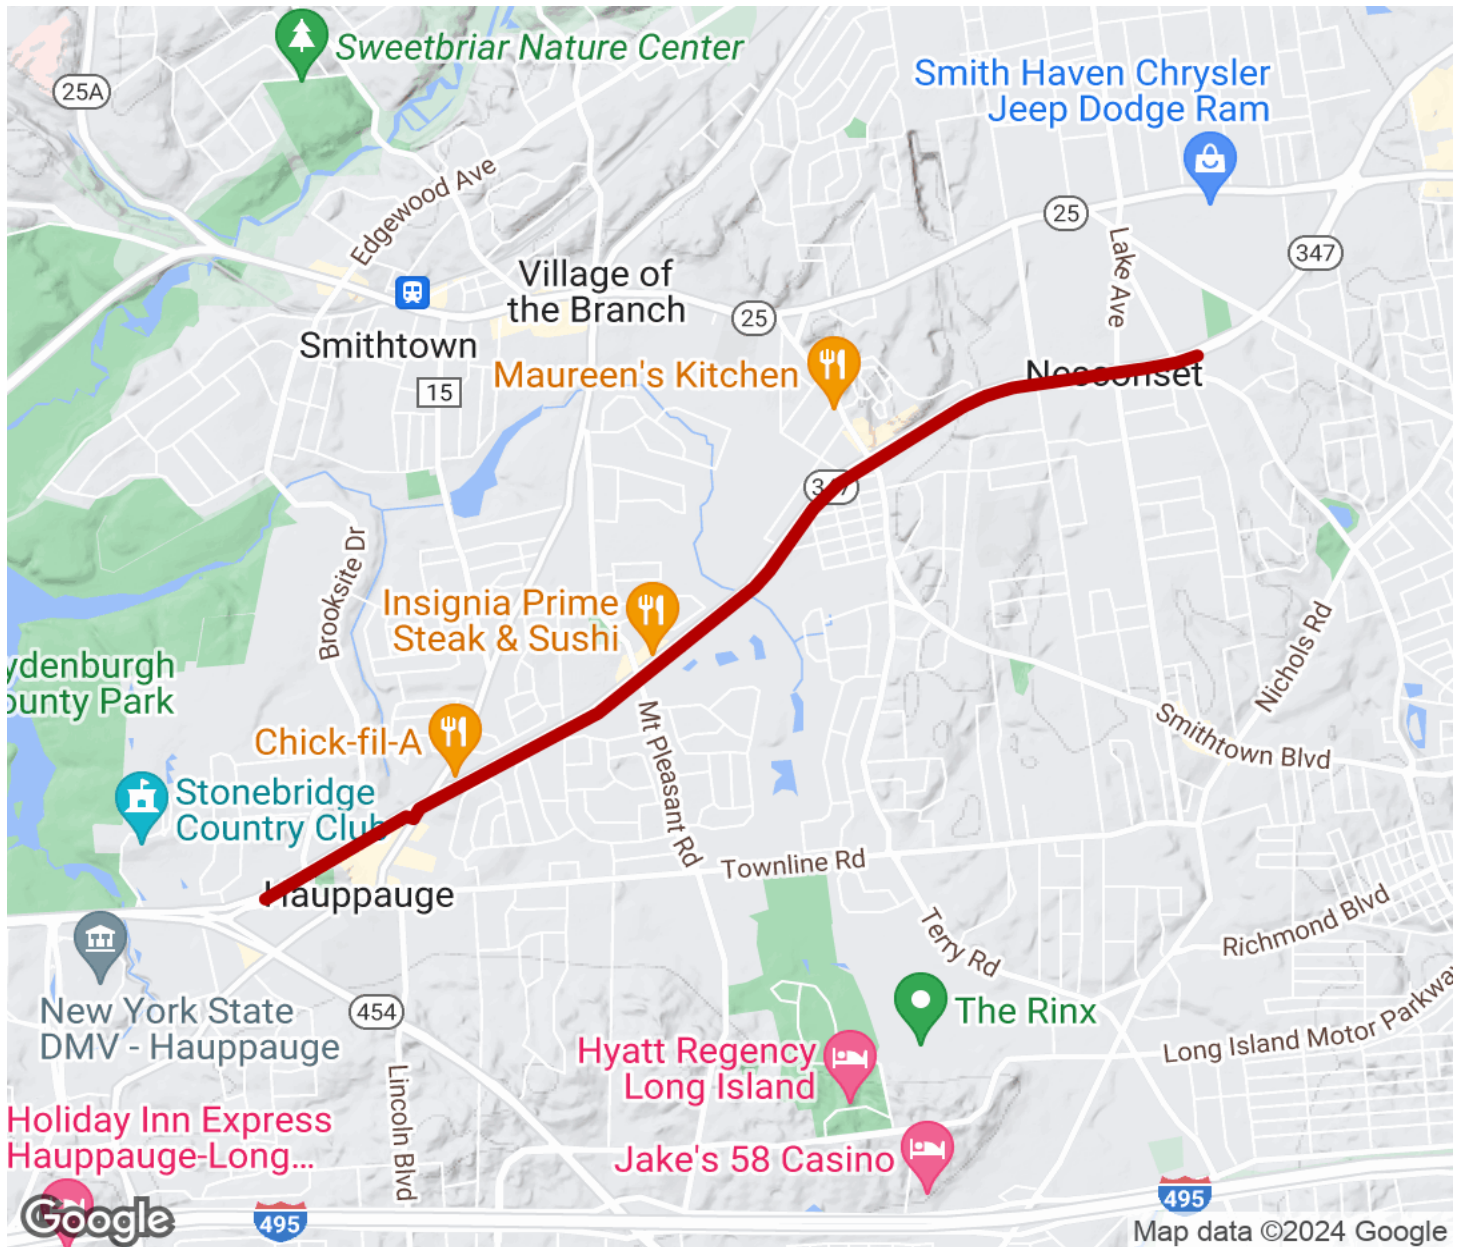 Sweetbriar Nature Center
25A
Smith Haven Chrysler
Jeep Dodge Ram
Edgewood Ave
25
347
Lake Ave
Village of
the Branch
25
Smithtown
Maureen's Kitchen
Nesconset
15
347
Brooksite Dr
Insignia Prime
Steak & Sushi
Nichols Rd
ydenburgh
ounty Park
Mt Pleasant Rd
Smithtown Blvd
Chick-fil-A
Stonebridge
Country Club
Townline Rd
Hauppauge
Terry Rd
Richmond Blvd
New York State
DMV - Hauppauge
454
The Rinx
Long Island Motor Parkway
Hyatt Regency
Long Island
Lincoln Blvd
Holiday Inn Express
Hauppauge-Long...
Jake's 58 Casino
495
495
Google
Map data ©2024 Google